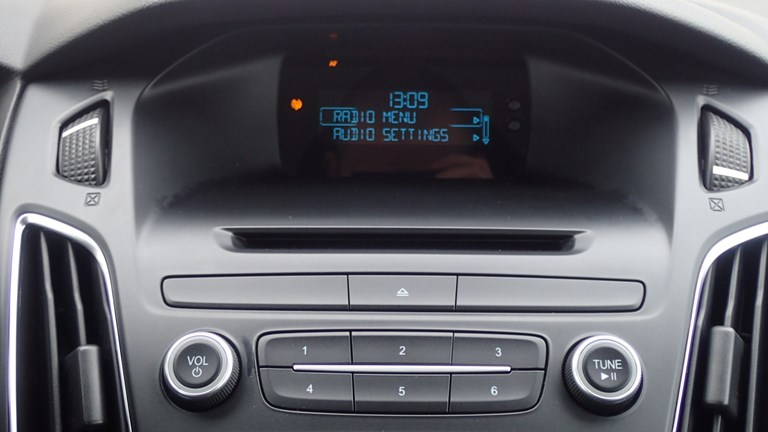 13:09
RADIO MENU
AUDIO SETTINGS
VOL
1 2 3
4 5 6
TUNE